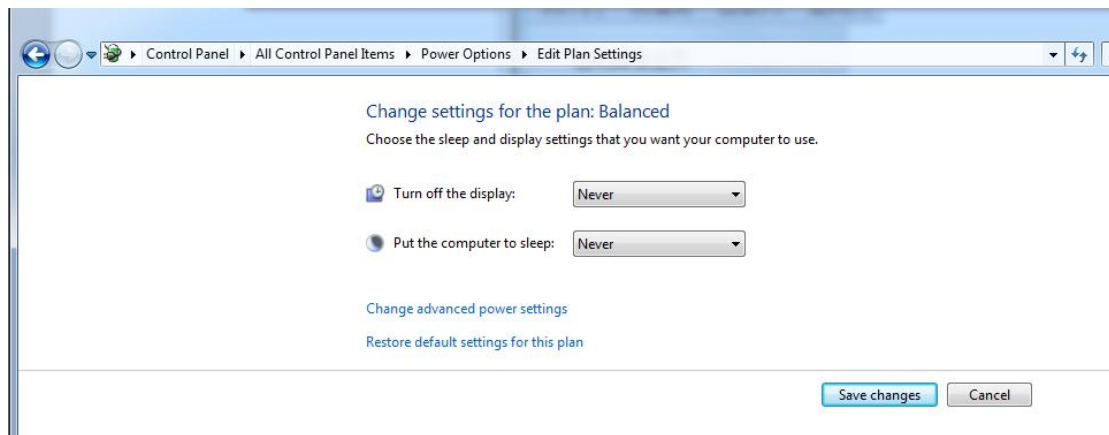 Control Panel ▸ All Control Panel Items ▸ Power Options ▸ Edit Plan Settings
Change settings for the plan: Balanced
Choose the sleep and display settings that you want your computer to use.
Turn off the display: Never
Put the computer to sleep: Never
Change advanced power settings
Restore default settings for this plan
Save changes Cancel